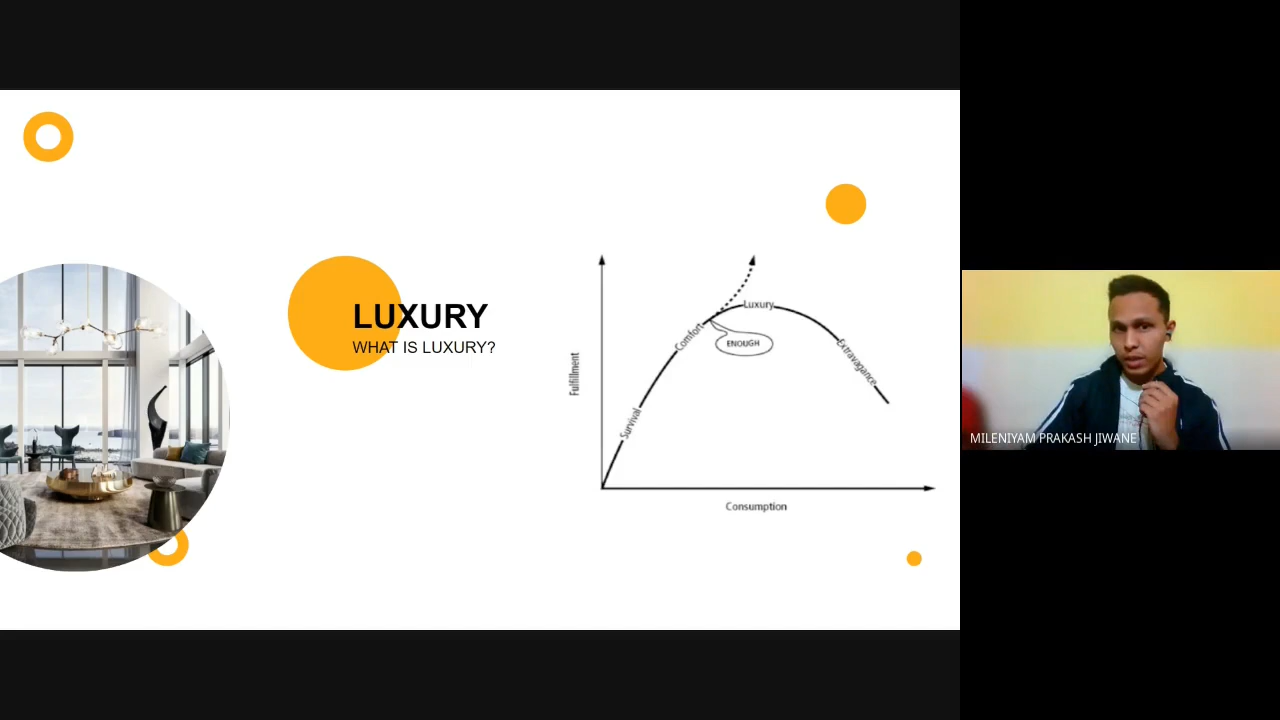 LUXURY
WHAT IS LUXURY?
Fulfillment
Survival
Comfort
ENOUGH
Luxury
Extravagance
Consumption
MILENIYAM PRAKASH JIWANE